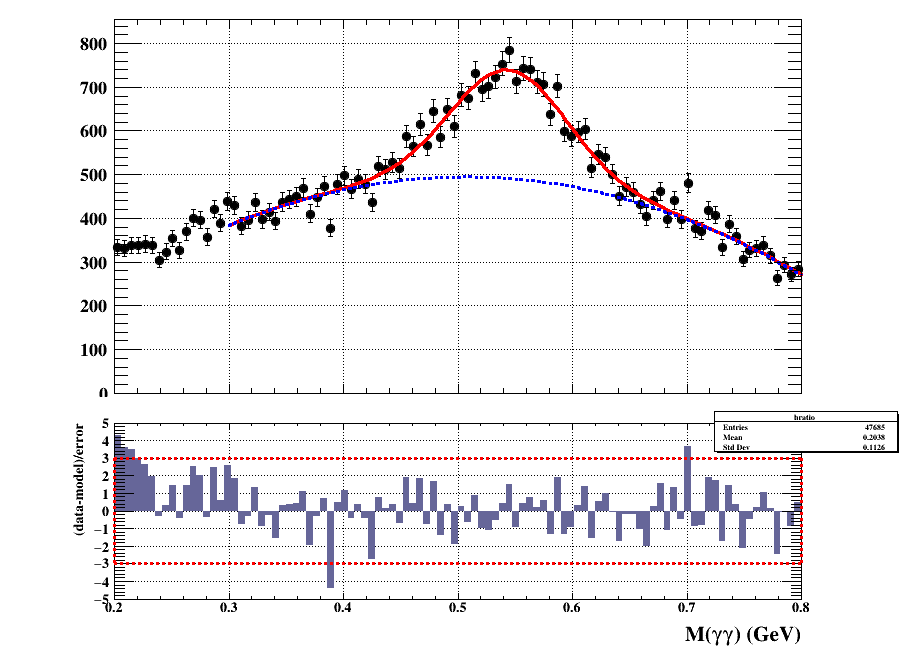 800
700
600
500
400
300
200
100
0
hratio
Entries 47685
Mean 0.2038
Std Dev 0.1126
(data-model)/error
5
4
3
2
1
0
−1
−2
−3
−4
−5
0.2 0.3 0.4 0.5 0.6 0.7 0.8
M(γγ) (GeV)